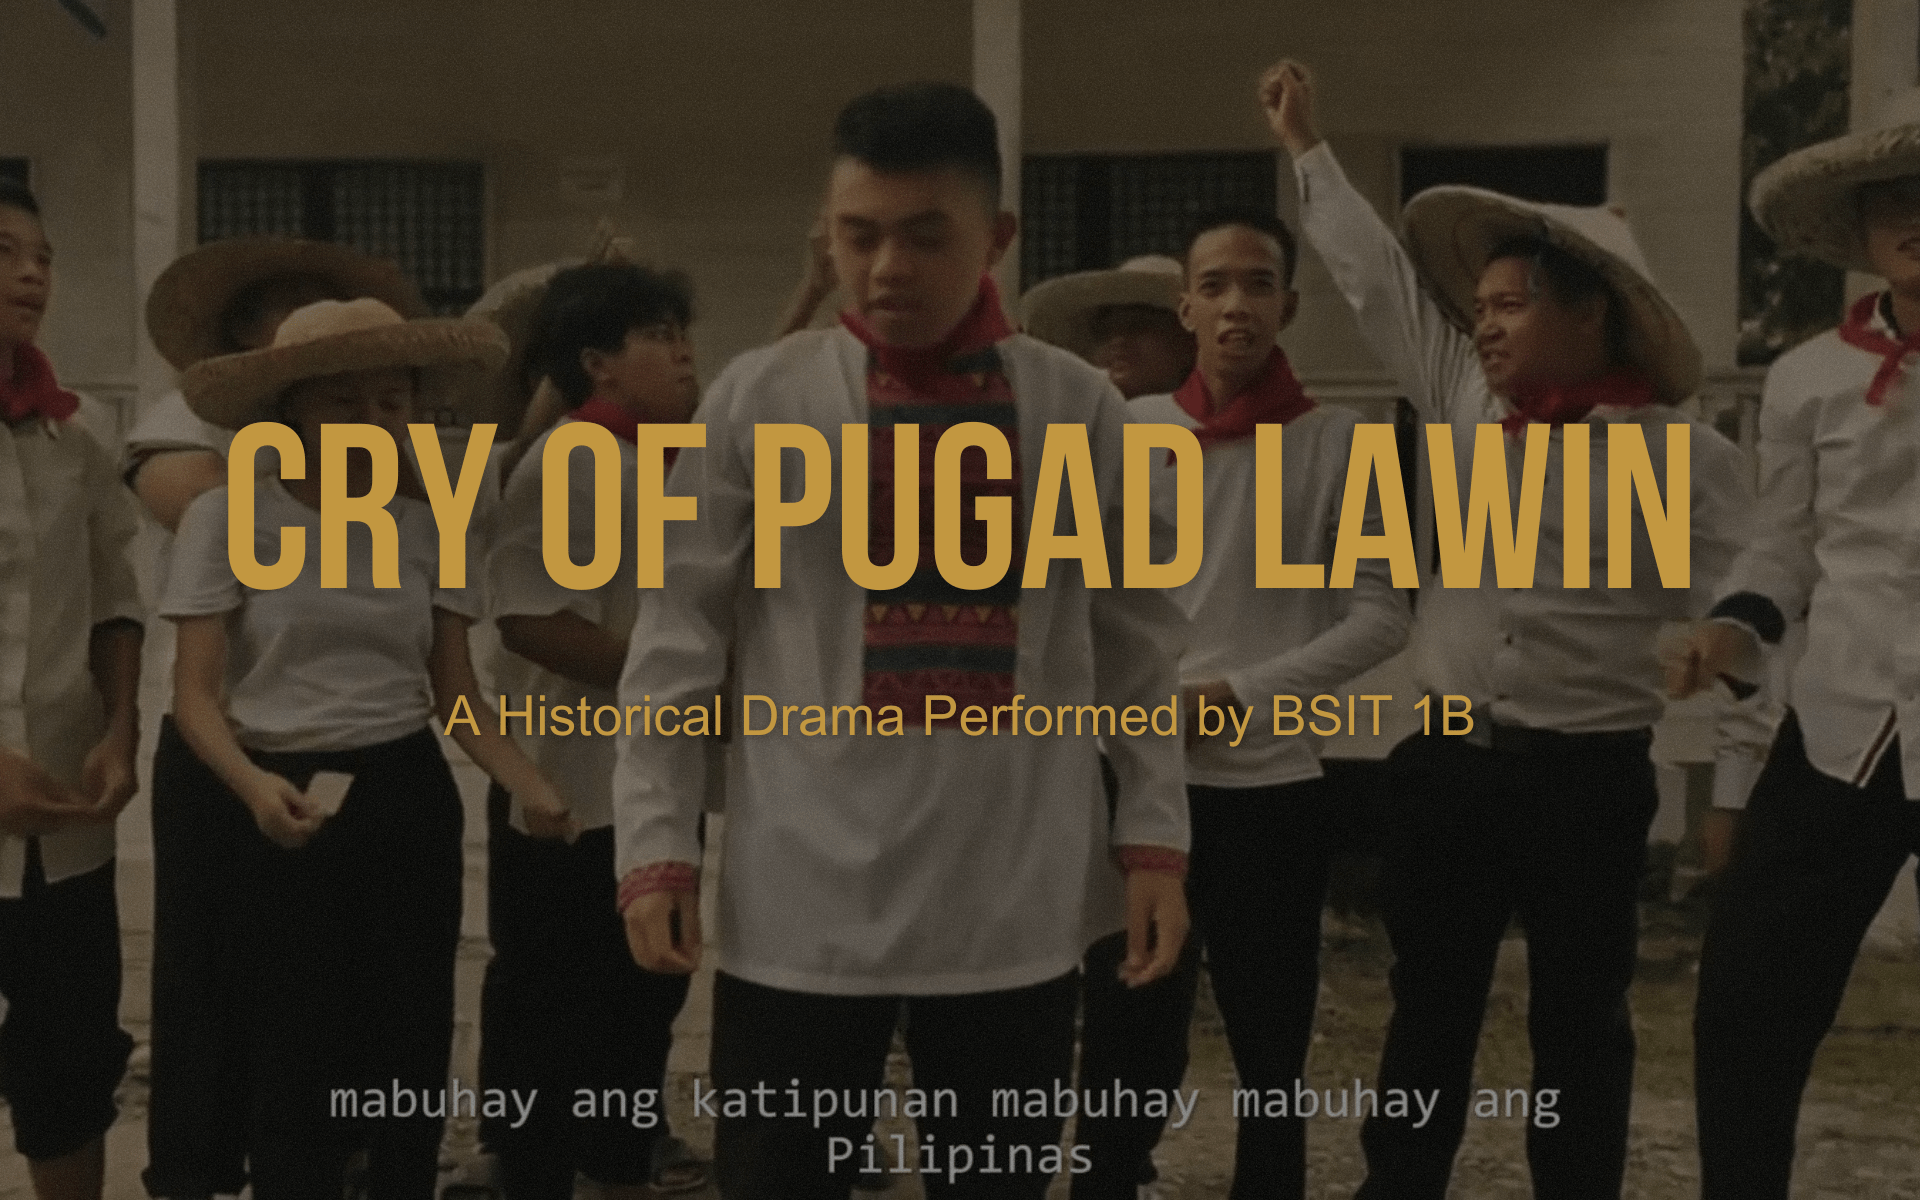 CRY OF PUGAD LAWIN
A Historical Drama Performed by BSIT 1B
mabuhay ang katipunan mabuhay mabuhay ang
Pilipinas